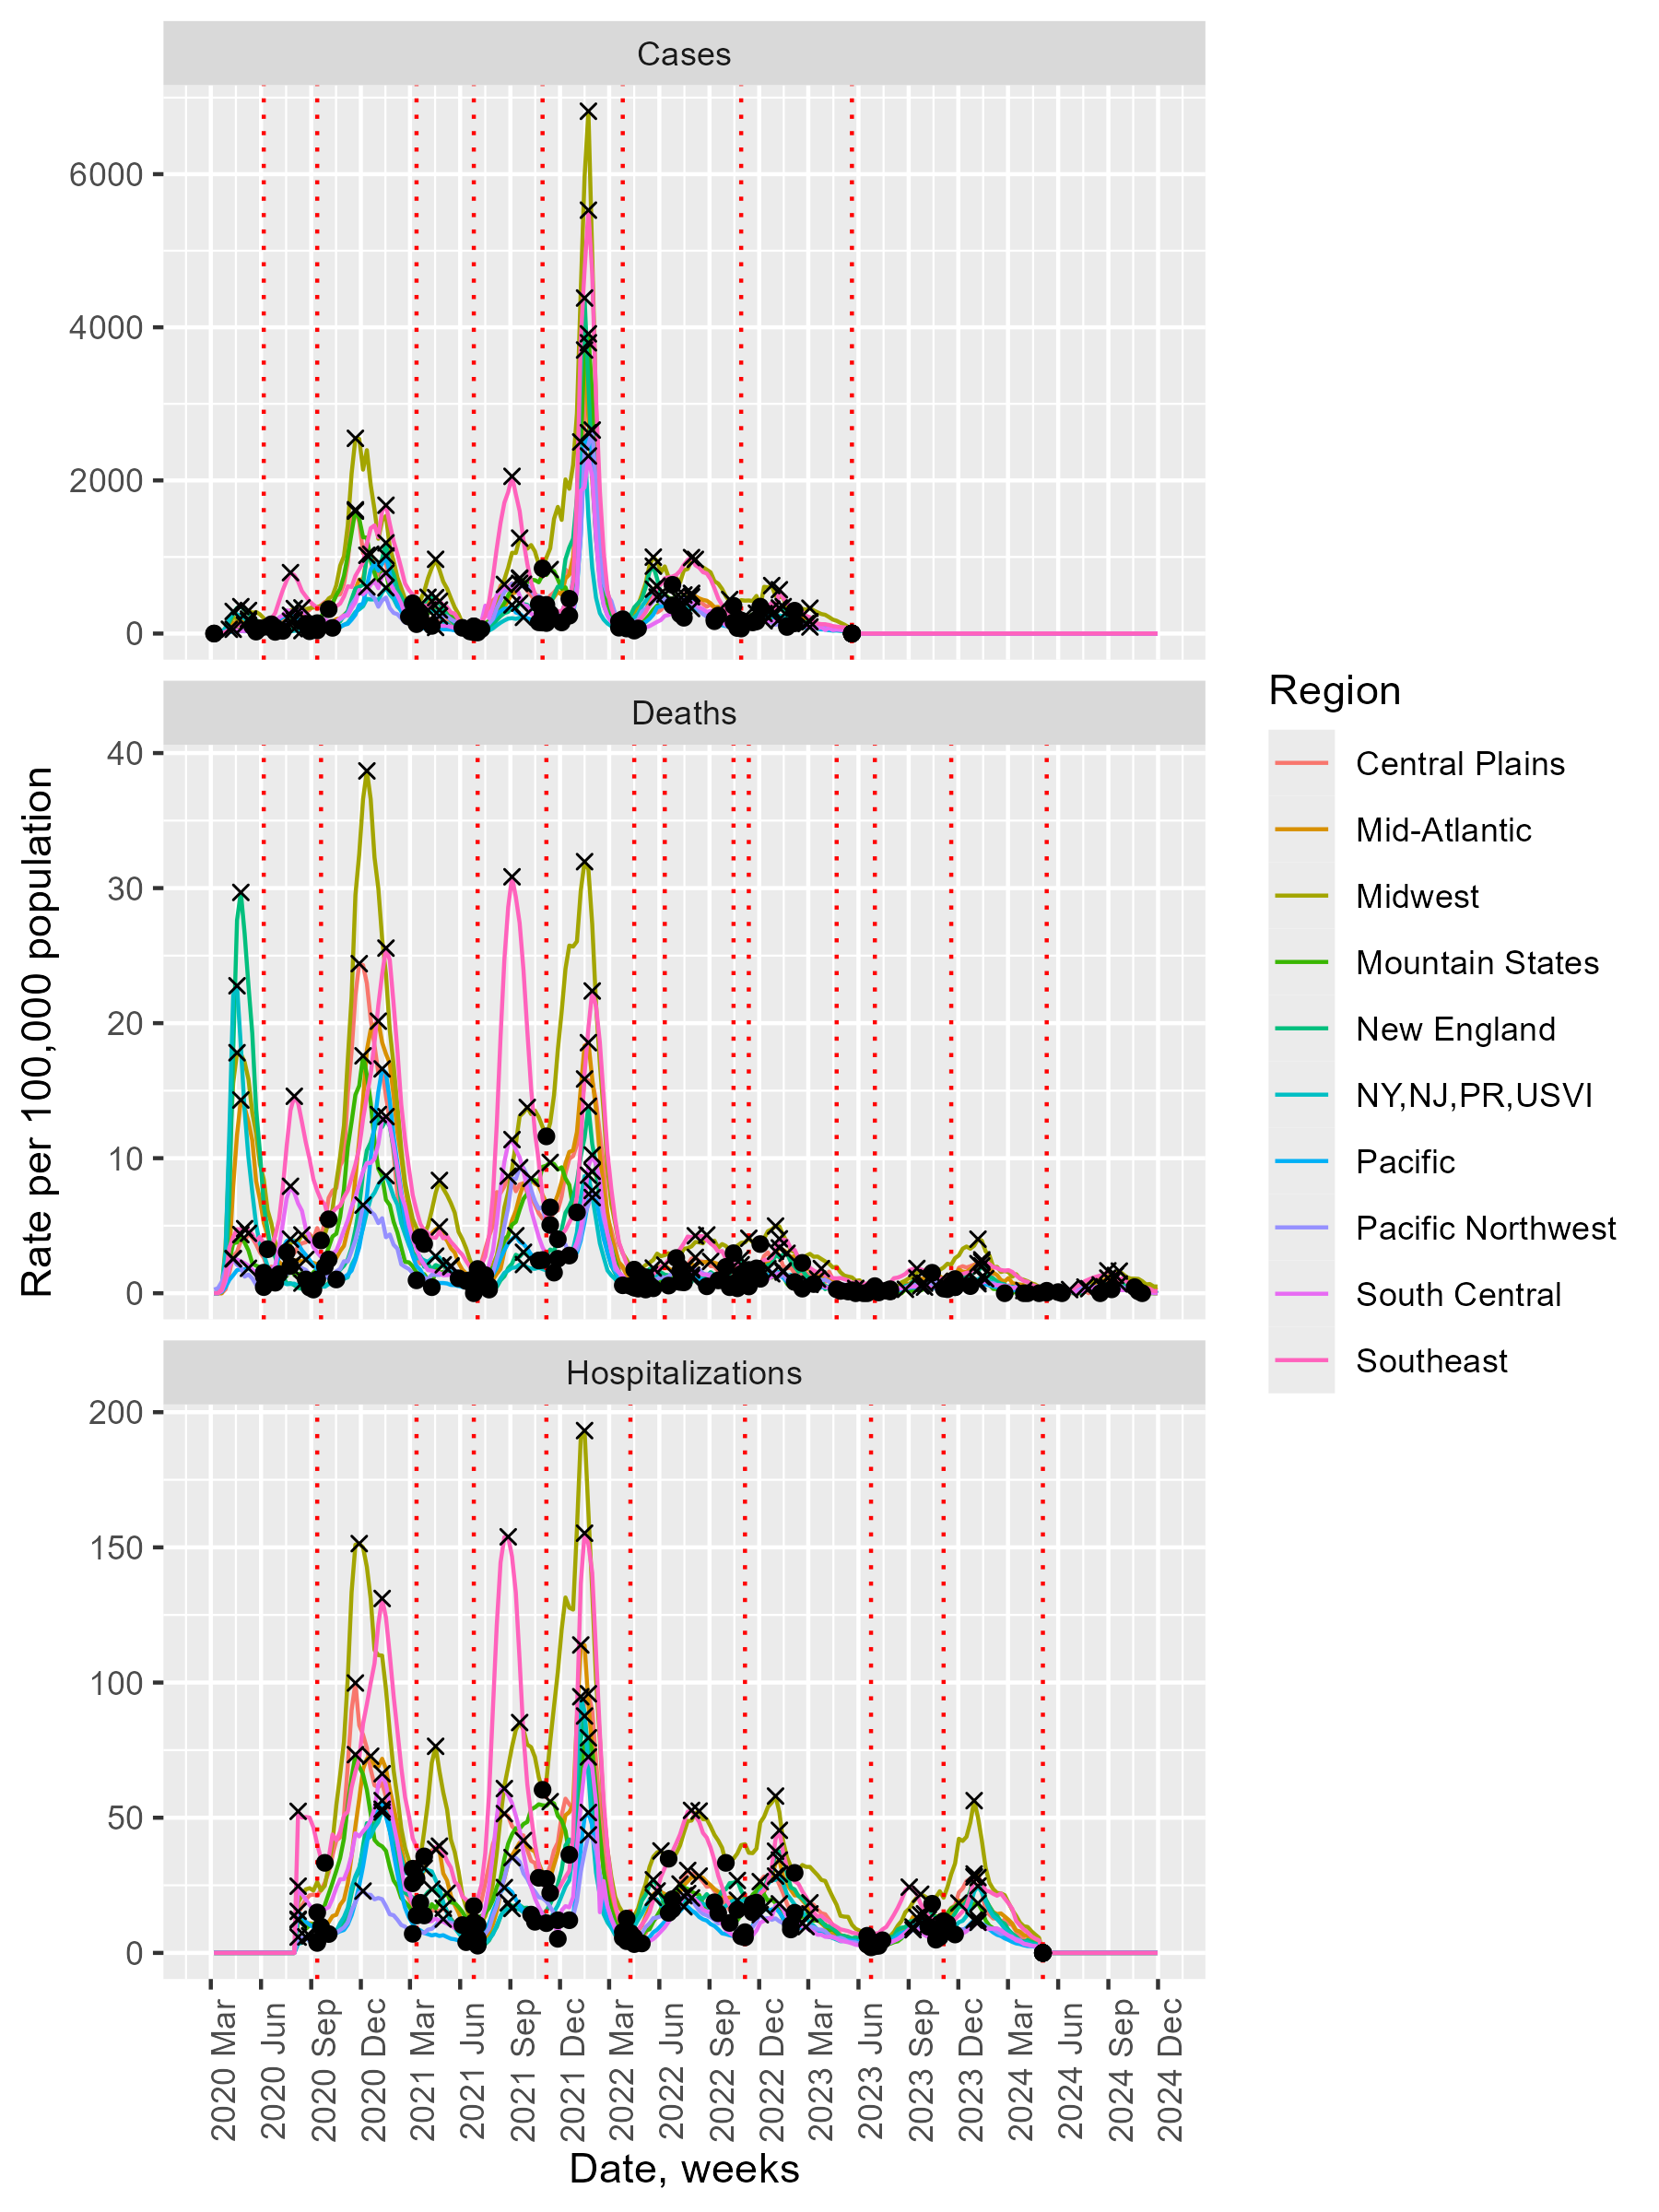 Cases
6000
4000
2000
0
Deaths
40
30
20
10
0
Hospitalizations
200
150
100
50
0
2020 Mar
2020 Jun
2020 Sep
2020 Dec
2021 Mar
2021 Jun
2021 Sep
2021 Dec
2022 Mar
2022 Jun
2022 Sep
2022 Dec
2023 Mar
2023 Jun
2023 Sep
2023 Dec
2024 Mar
2024 Jun
2024 Sep
2024 Dec
Date, weeks
Rate per 100,000 population
Region
Central Plains
Mid-Atlantic
Midwest
Mountain States
New England
NY,NJ,PR,USVI
Pacific
Pacific Northwest
South Central
Southeast